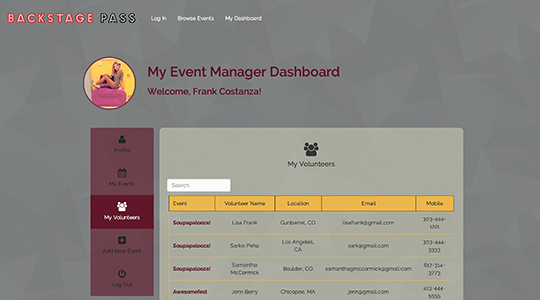 BACKSTAGE PASS
Log In Browse Events My Dashboard
My Event Manager Dashboard
Welcome, Frank Costanza!
Profile
My Events
My Volunteers
Add New Event
Log Out
My Volunteers
Search
Event Volunteer Name Location Email Mobile
Soupapalooza! Lisa Frank Gunbarrel, CO lisafrank@gmail.com 303-444-1221
Soupapalooza! Sarkis Pena Los Angeles, CA sark@gmail.com 303-444-3333
Soupapalooza! Samantha McCormick Boulder, CO samanthagmccormick@gmail.com 617-314-3773
Awesomefest Jenn Berry Chicopee, MA jenn@gmail.com 413-444-5555